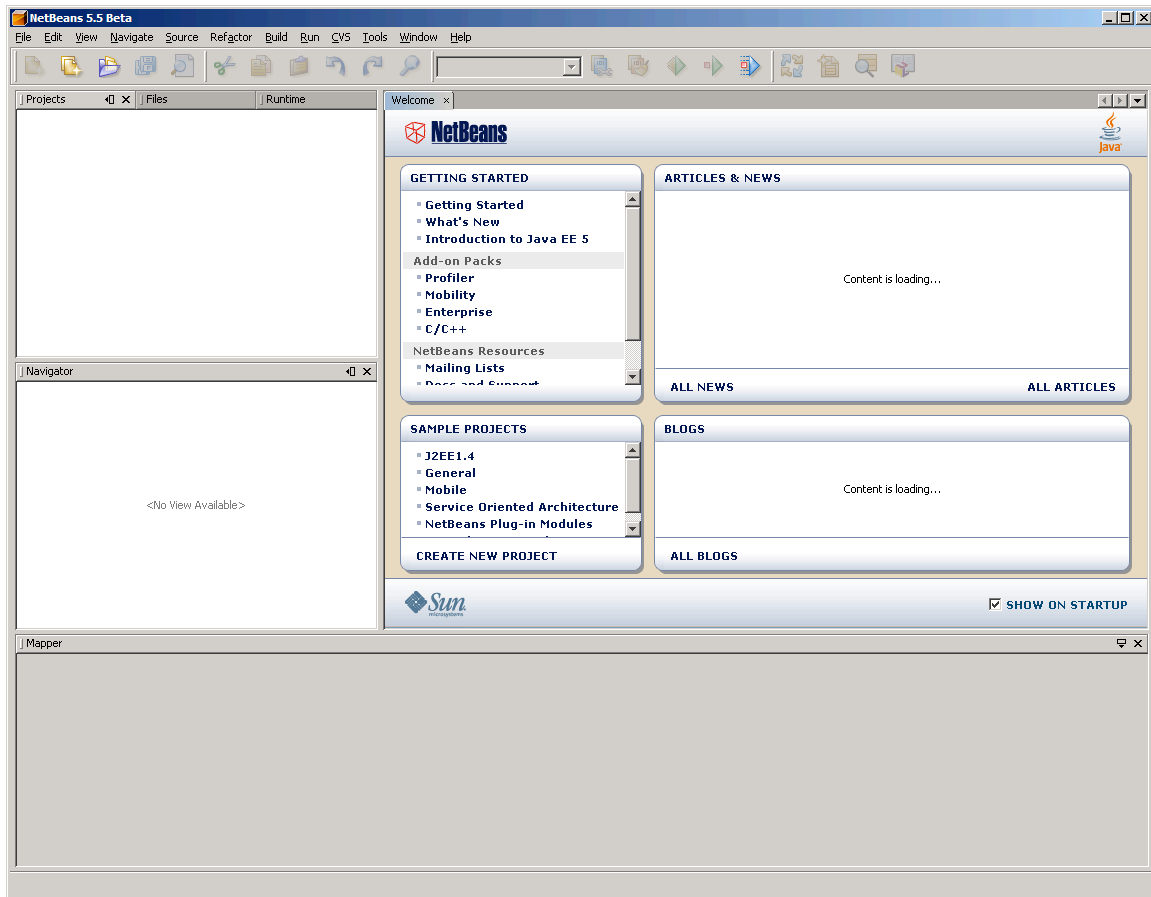 NetBeans 5.5 Beta
File Edit View Navigate Source Refactor Build Run CVS Tools Window Help
Projects Files Runtime
Welcome
NetBeans
Java
GETTING STARTED
Getting Started
What's New
Introduction to Java EE 5
Add-on Packs
Profiler
Mobility
Enterprise
C/C++
NetBeans Resources
Mailing Lists
Docs and Support
ARTICLES & NEWS
Content is loading...
ALL NEWS ALL ARTICLES
Navigator
<No View Available>
SAMPLE PROJECTS
J2EE1.4
General
Mobile
Service Oriented Architecture
NetBeans Plug-in Modules
CREATE NEW PROJECT
BLOGS
Content is loading...
ALL BLOGS
Sun
microsystems
SHOW ON STARTUP
Mapper